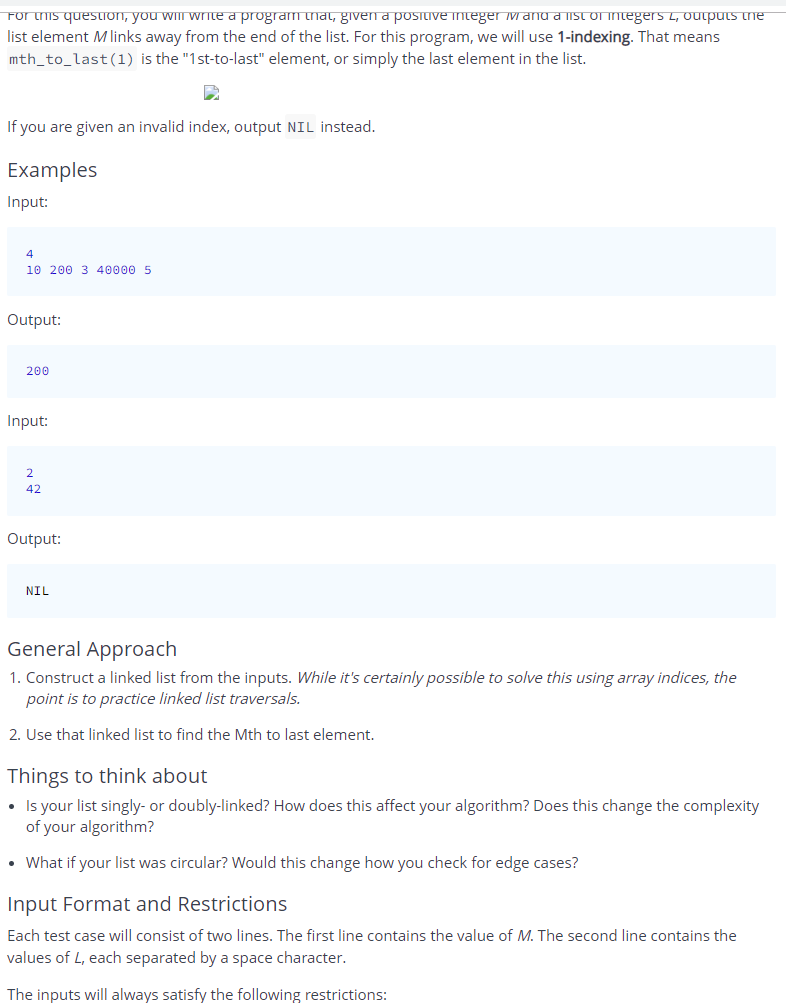 For this question, you will write a program that, given a positive integer M and a list of integers L, outputs the
list element M links away from the end of the list. For this program, we will use 1-indexing. That means
mth_to_last(1) is the "1st-to-last" element, or simply the last element in the list.
If you are given an invalid index, output NIL instead.
Examples
Input:
4
10 200 3 40000 5
Output:
200
Input:
2
42
Output:
NIL
General Approach
1. Construct a linked list from the inputs. While it's certainly possible to solve this using array indices, the
point is to practice linked list traversals.
2. Use that linked list to find the Mth to last element.
Things to think about
• Is your list singly- or doubly-linked? How does this affect your algorithm? Does this change the complexity
of your algorithm?
• What if your list was circular? Would this change how you check for edge cases?
Input Format and Restrictions
Each test case will consist of two lines. The first line contains the value of M. The second line contains the
values of L, each separated by a space character.
The inputs will always satisfy the following restrictions: